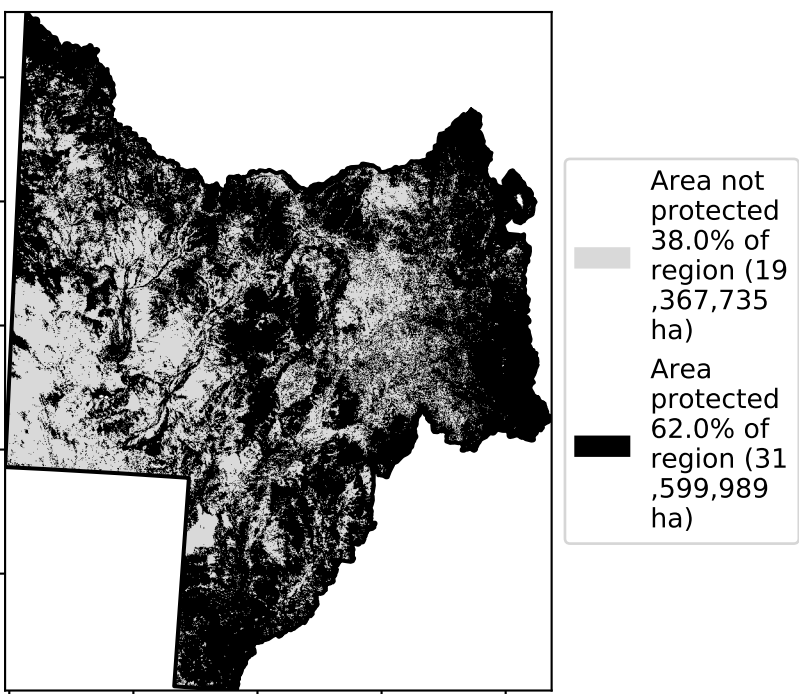 Area not
protected
38.0% of
region (19
,367,735
ha)
Area
protected
62.0% of
region (31
,599,989
ha)